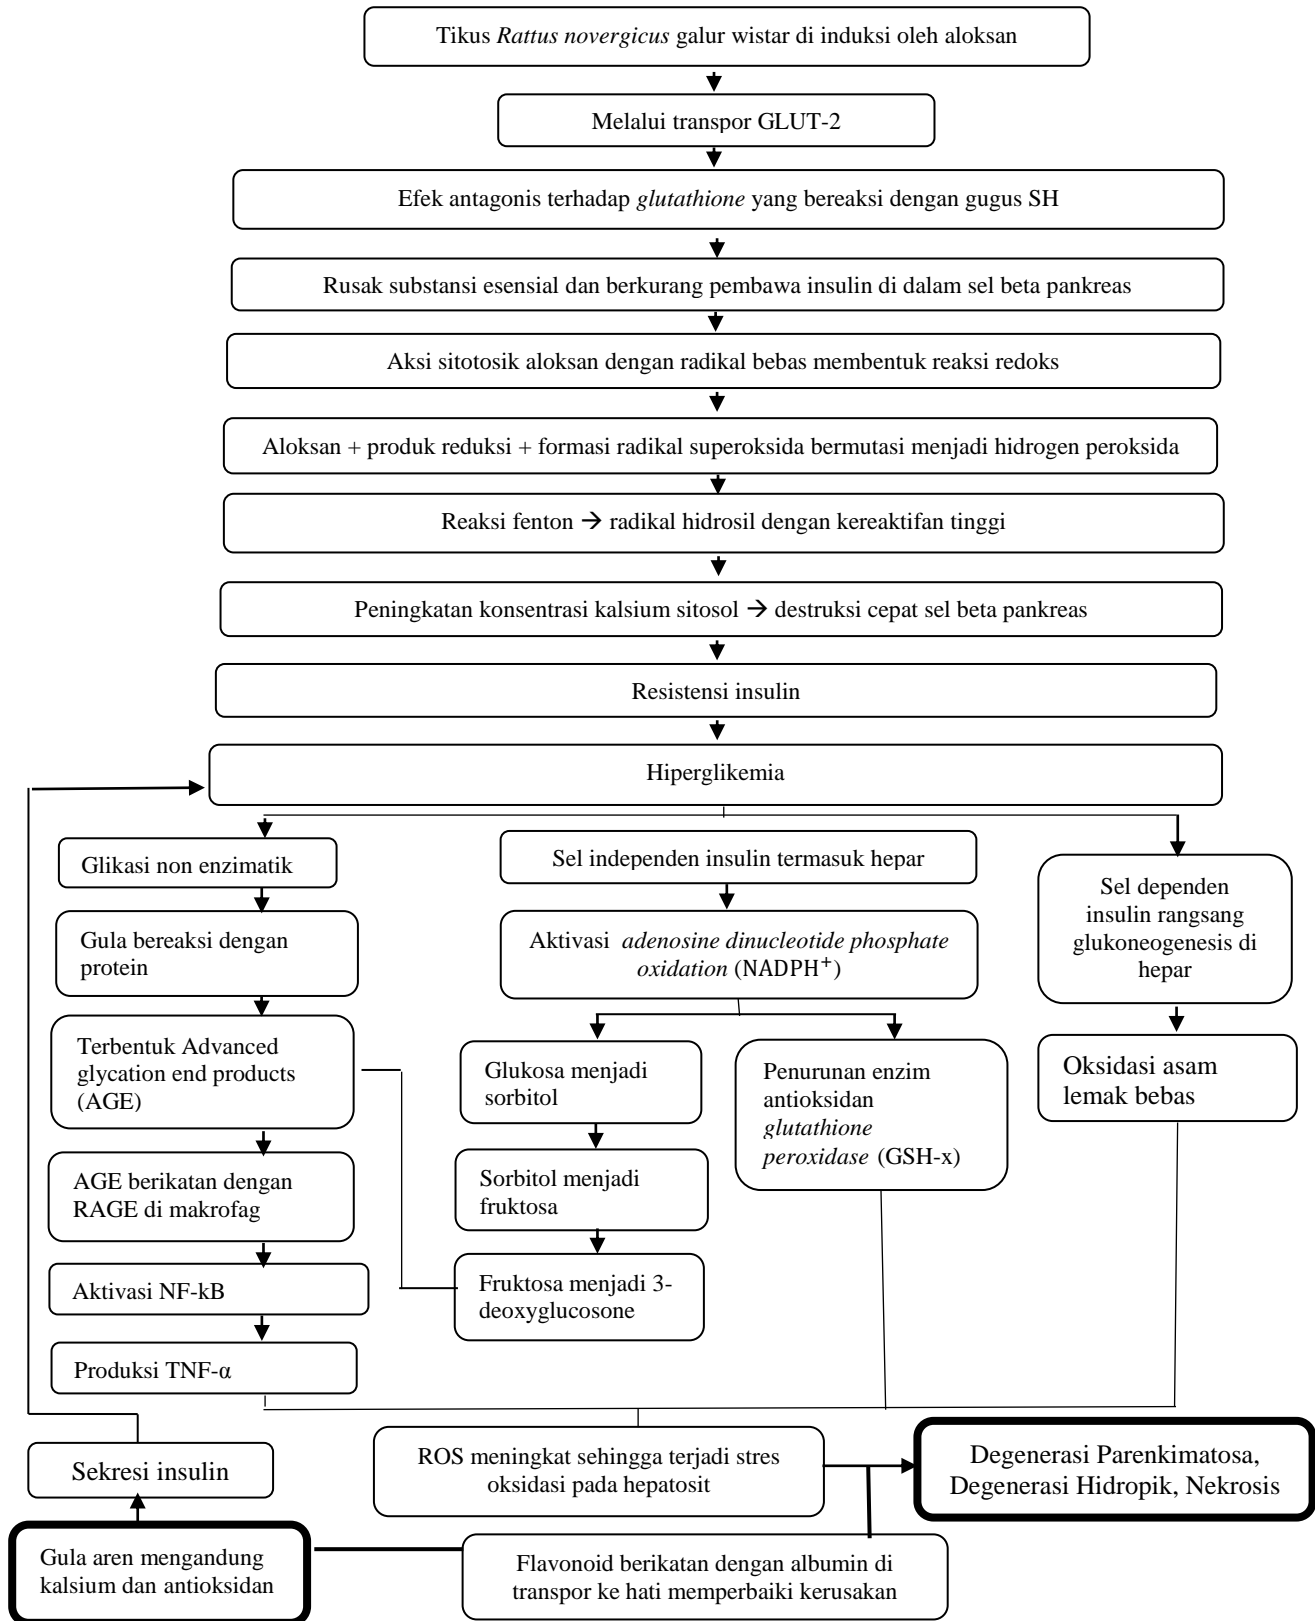 Tikus Rattus novergicus galur wistar di induksi oleh aloksan
Melalui transpor GLUT-2
Efek antagonis terhadap glutathione yang bereaksi dengan gugus SH
Rusak substansi esensial dan berkurang pembawa insulin di dalam sel beta pankreas
Aksi sitotosik aloksan dengan radikal bebas membentuk reaksi redoks
Aloksan + produk reduksi + formasi radikal superoksida bermutasi menjadi hidrogen peroksida
Reaksi fenton → radikal hidrosil dengan kereaktifan tinggi
Peningkatan konsentrasi kalsium sitosol → destruksi cepat sel beta pankreas
Resistensi insulin
Hiperglikemia
Glikasi non enzimatik
Gula bereaksi dengan
protein
Terbentuk Advanced
glycation end products
(AGE)
AGE berikatan dengan
RAGE di makrofag
Aktivasi NF-kB
Produksi TNF-α
Sel independen insulin termasuk hepar
Aktivasi adenosine dinucleotide phosphate
oxidation (NADPH⁺)
Glukosa menjadi
sorbitol
Sorbitol menjadi
fruktosa
Fruktosa menjadi 3-
deoxyglucosone
Penurunan enzim
antioksidan
glutathione
peroxidase (GSH-x)
Sel dependen
insulin rangsang
glukoneogenesis di
hepar
Oksidasi asam
lemak bebas
ROS meningkat sehingga terjadi stres
oksidasi pada hepatosit
Degenerasi Parenkimatosa,
Degenerasi Hidropik, Nekrosis
Sekresi insulin
Gula aren mengandung
kalsium dan antioksidan
Flavonoid berikatan dengan albumin di
transpor ke hati memperbaiki kerusakan